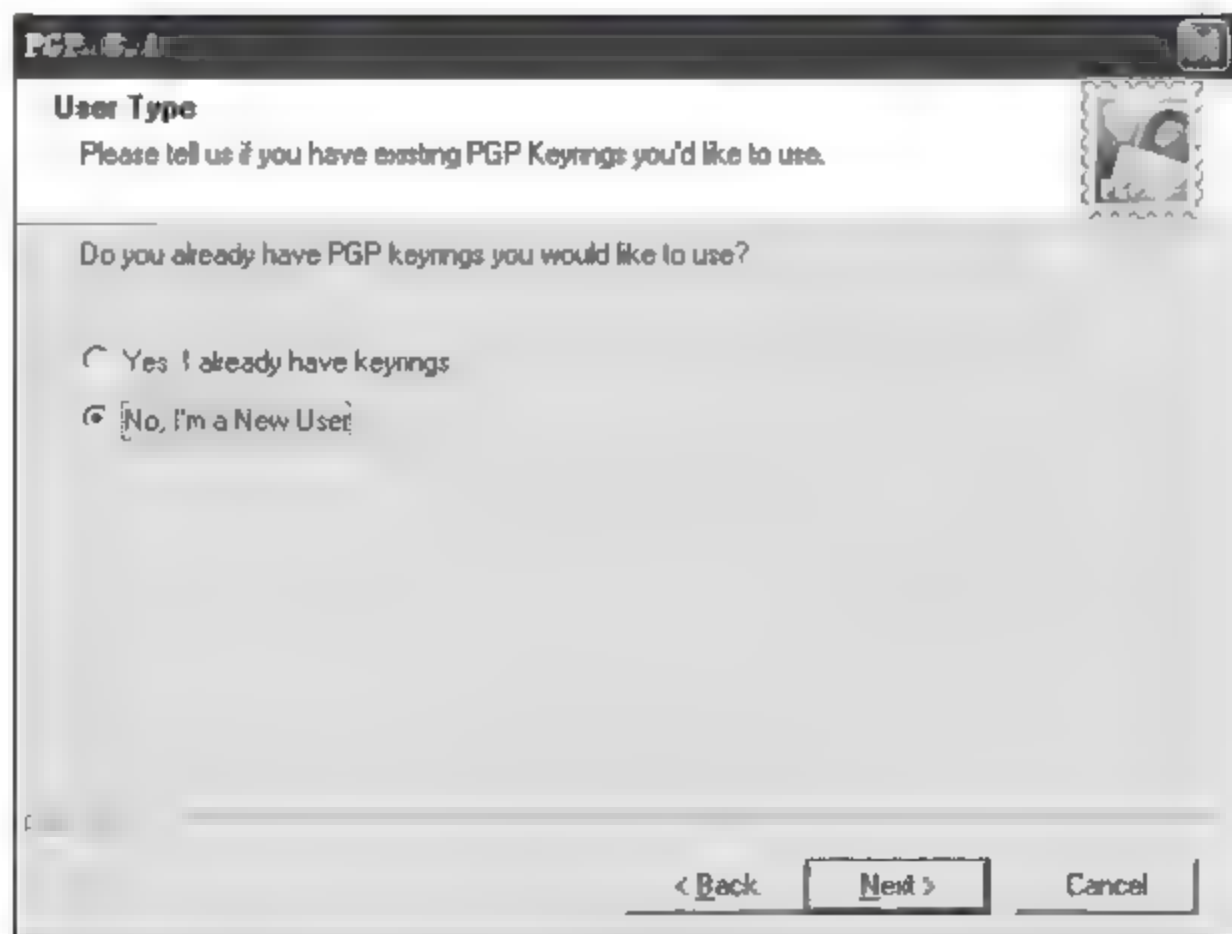 User Type
Please tell us if you have existing PGP Keyrings you'd like to use.
Do you already have PGP keyrings you would like to use?
Yes I already have keyrings
No, I'm a New User
< Back
Next >
Cancel